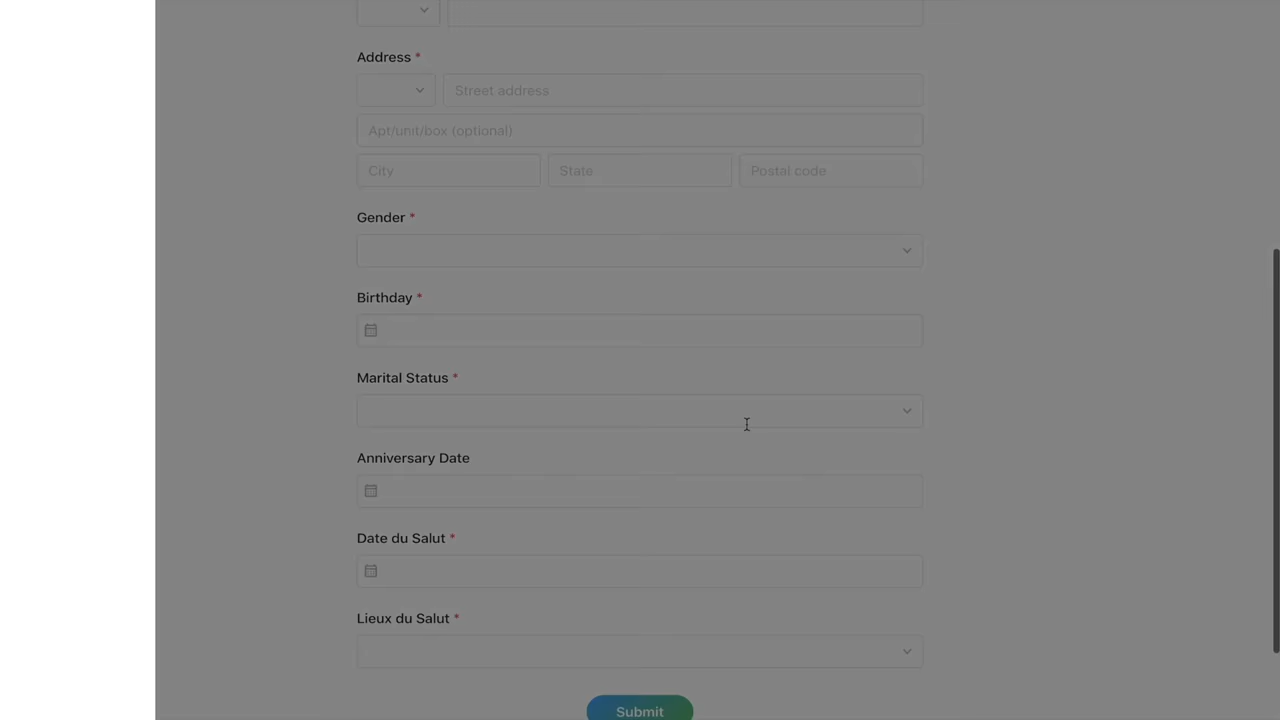 Address *
Street address
Apt/unit/box (optional)
City State Postal code
Gender *
Birthday *
Marital Status *
Anniversary Date
Date du Salut *
Lieux du Salut *
Submit